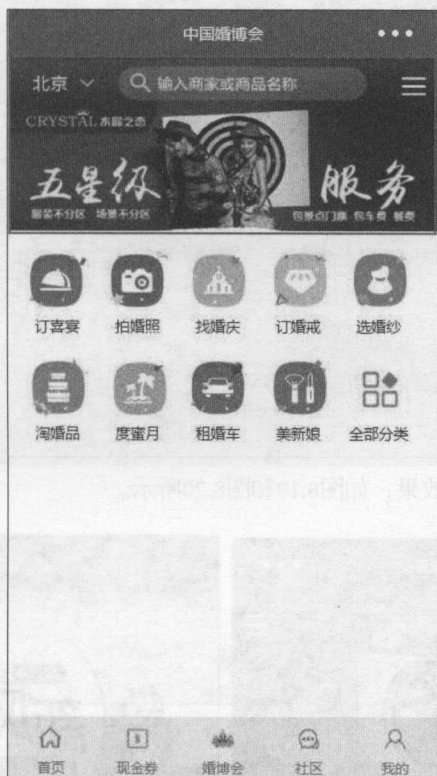 中国婚博会
北京 输入商家或商品名称
CRYSTAL 水晶之恋
五星级 服务
服装不分区 场景不分区 包景点门票 包车费 餐费
订喜宴 拍婚照 找婚庆 订婚戒 选婚纱
淘婚品 度蜜月 租婚车 美新娘 全部分类
首页 现金券 婚博会 社区 我的